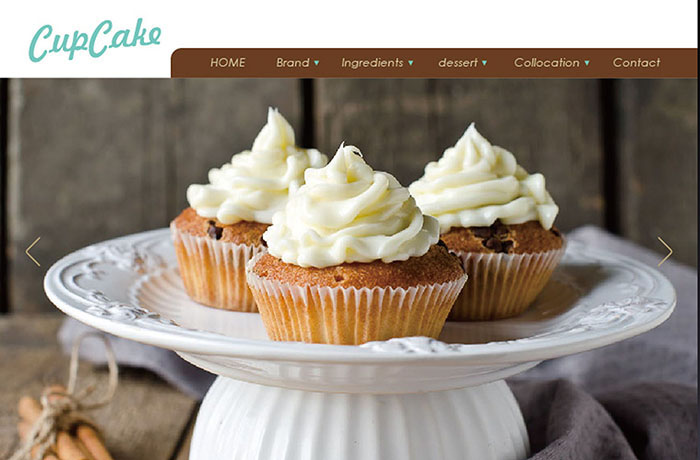 CupCake
HOME Brand ▼ Ingredients ▼ dessert ▼ Collocation ▼ Contact